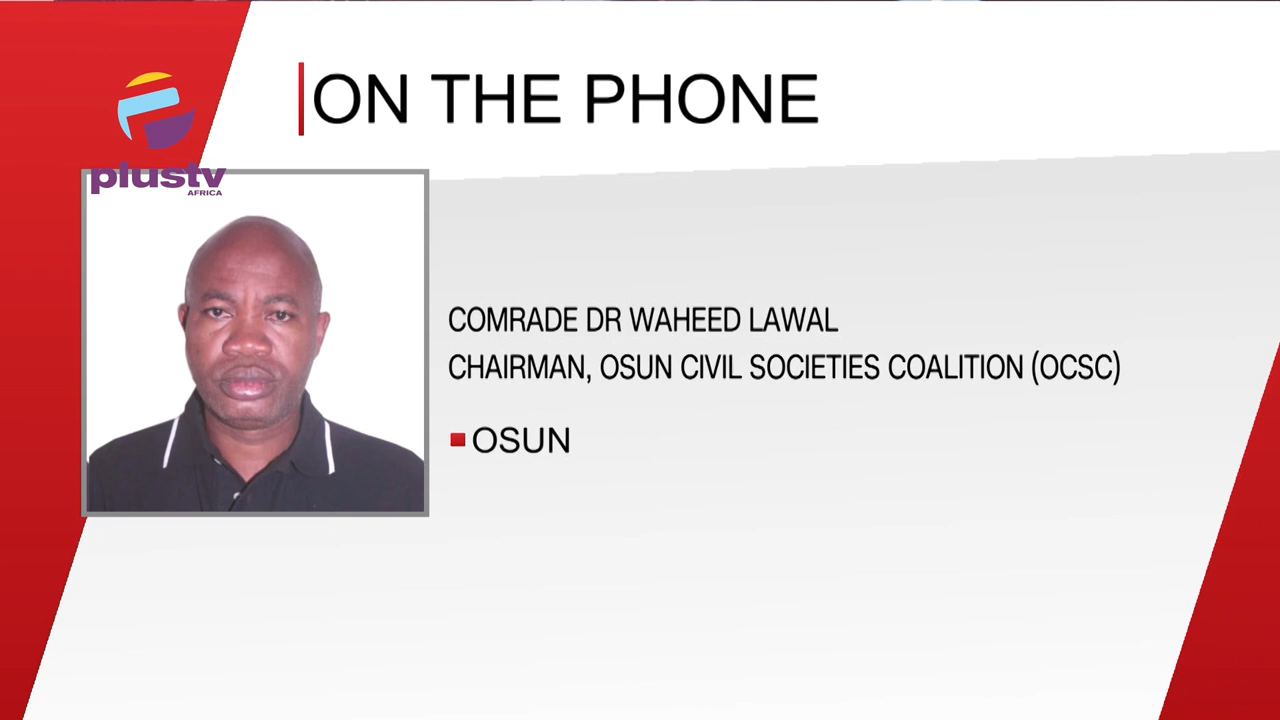 ON THE PHONE
plustv
AFRICA
COMRADE DR WAHEED LAWAL
CHAIRMAN, OSUN CIVIL SOCIETIES COALITION (OCSC)
OSUN